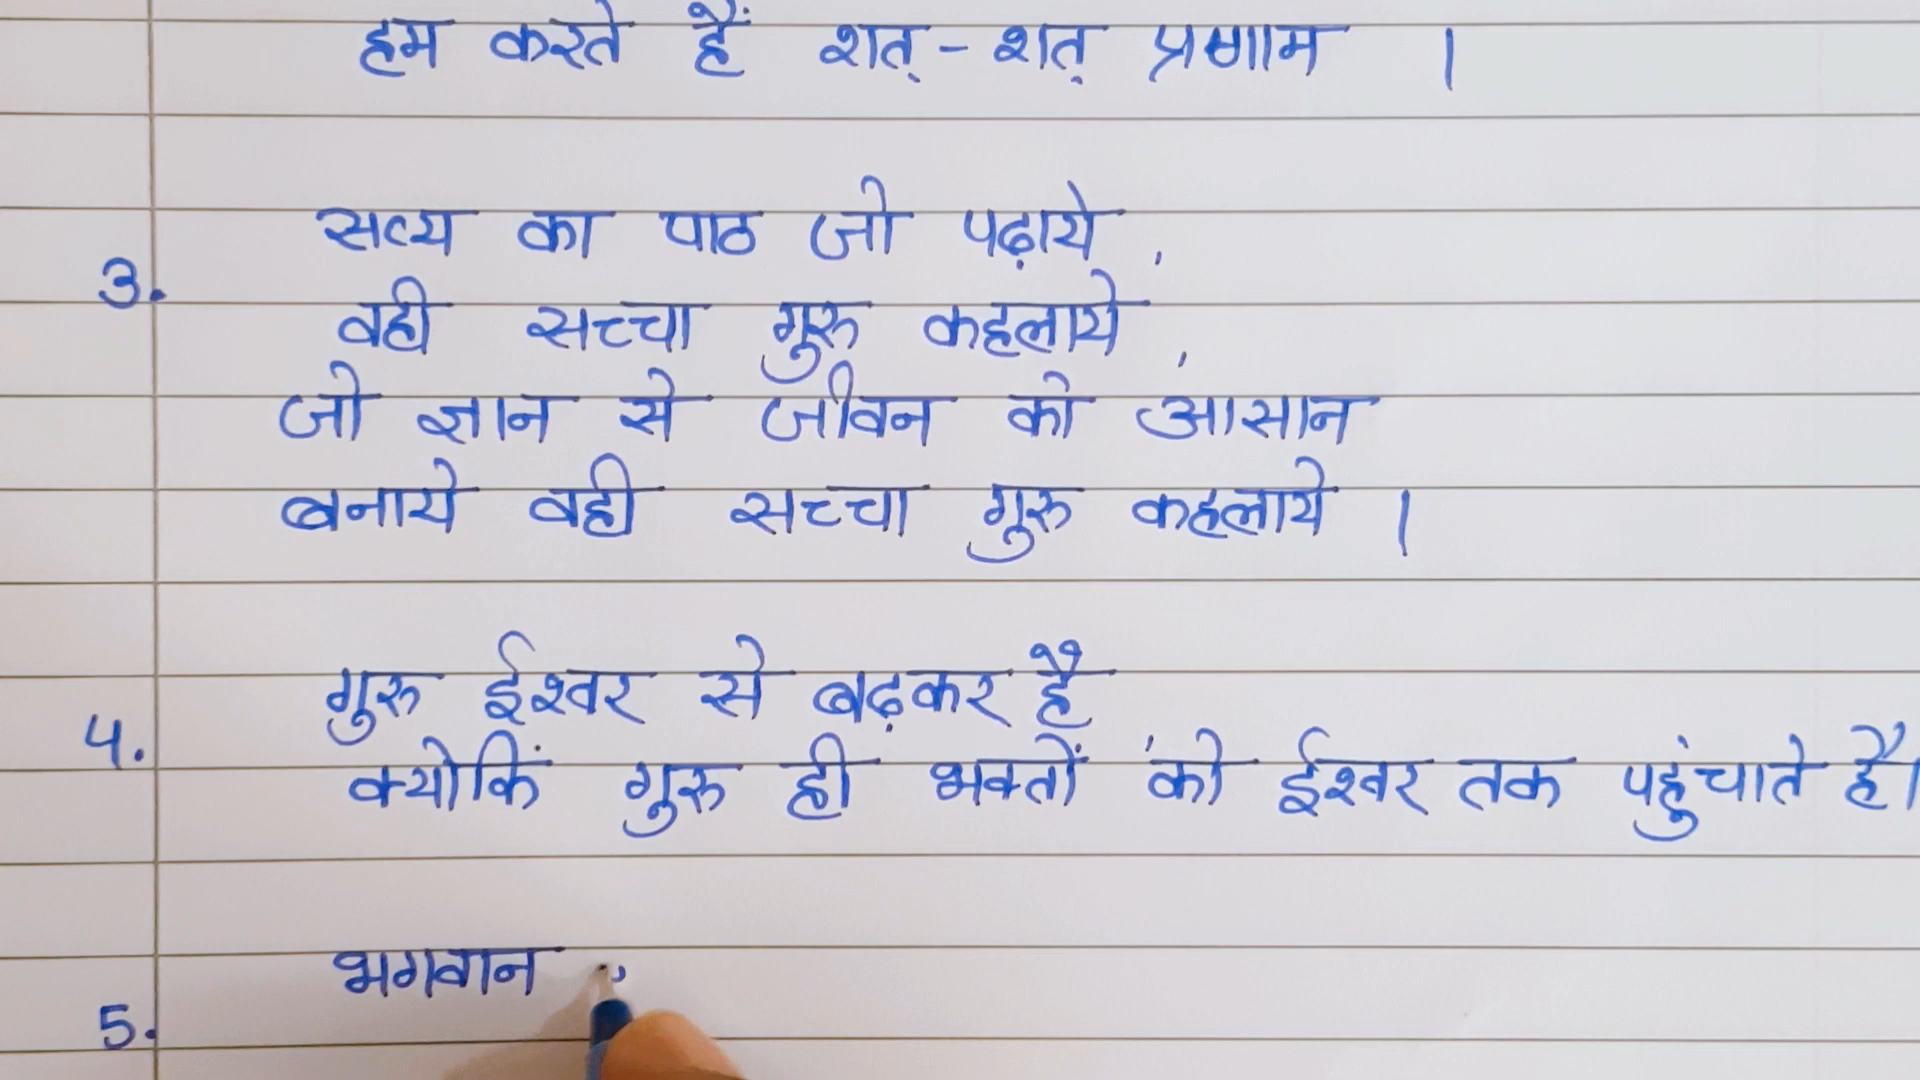 हम करते हैं शत् - शत् प्रणाम ।
3.
सत्य का पाठ जो पढ़ाये ,
वही सच्चा गुरु कहलाये ,
जो ज्ञान से जीवन को आसान
बनाये वही सच्चा गुरु कहलाये ।
4.
गुरु ईश्वर से बढ़कर है
क्योकिं गुरु ही भक्तों को ईश्वर तक पहुंचाते है।
5.
भगवान